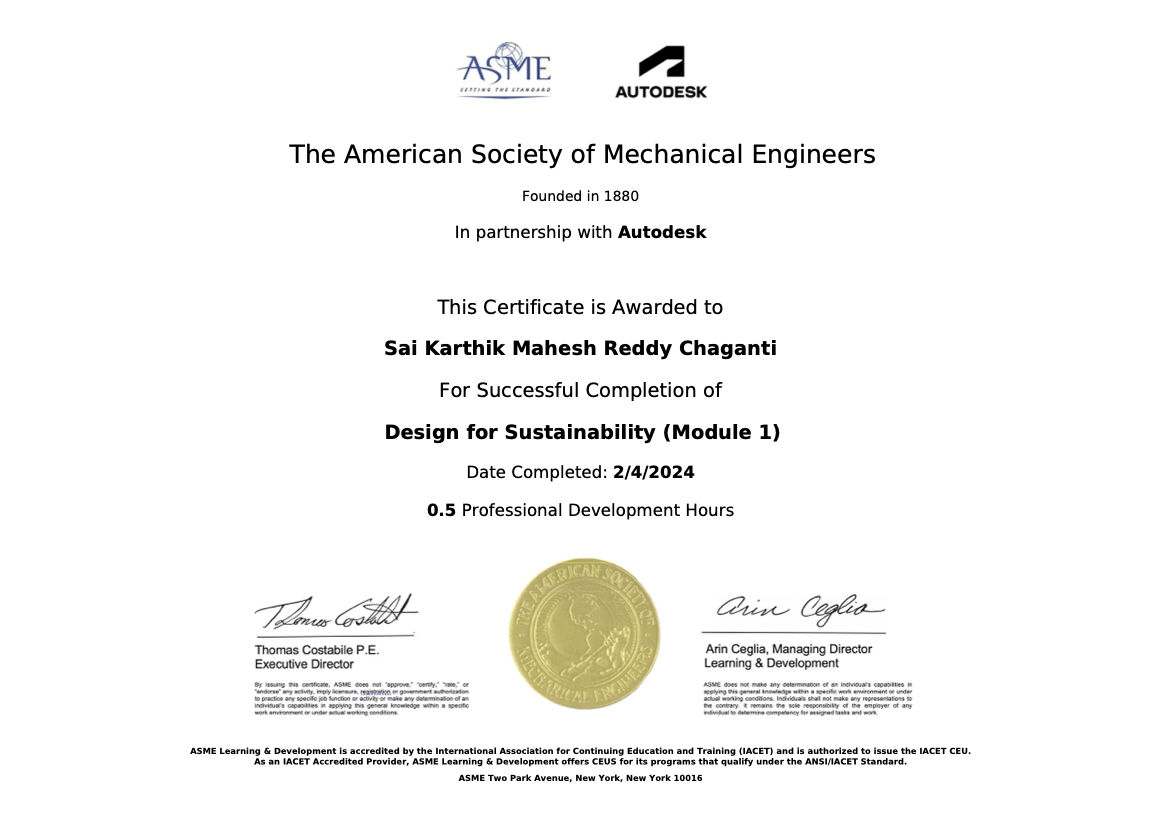 ASME
SETTING THE STANDARD
AUTODESK
The American Society of Mechanical Engineers
Founded in 1880
In partnership with Autodesk
This Certificate is Awarded to
Sai Karthik Mahesh Reddy Chaganti
For Successful Completion of
Design for Sustainability (Module 1)
Date Completed: 2/4/2024
0.5 Professional Development Hours
Thomas Costabile
Thomas Costabile P.E.
Executive Director
By issuing this certificate, ASME does not "approve," "certify," "rate," or
"endorse" any activity, imply licensure, registration or government authorization
to practice any specific job function or activity or make any determination of an
individual's capabilities in applying this general knowledge within a specific
work environment or under actual working conditions.
THE AMERICAN SOCIETY OF MECHANICAL ENGINEERS
Arin Ceglia
Arin Ceglia, Managing Director
Learning & Development
ASME does not make any determination of an individual's capabilities in
applying this general knowledge within a specific work environment or under
actual working conditions. Individuals shall not make any representations to
the contrary. It remains the sole responsibility of the employer of any
individual to determine competency for assigned tasks and work.
ASME Learning & Development is accredited by the International Association for Continuing Education and Training (IACET) and is authorized to issue the IACET CEU.
As an IACET Accredited Provider, ASME Learning & Development offers CEUS for its programs that qualify under the ANSI/IACET Standard.
ASME Two Park Avenue, New York, New York 10016